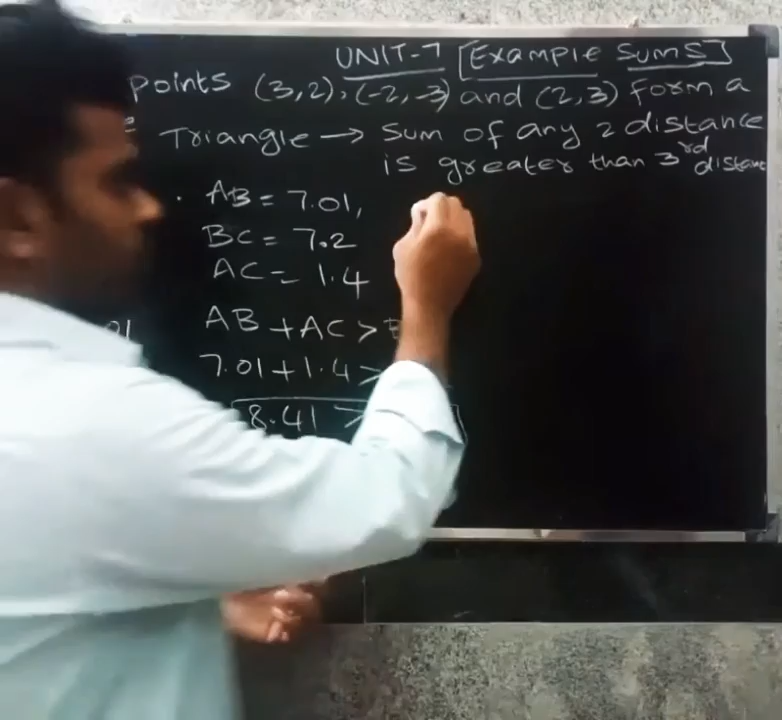 UNIT-7 [Example Sums]
points (3,2), (-2,-3) and (2,3) form a
Triangle → Sum of any 2 distance
is greater than 3rd distanc
AB = 7.01,
BC = 7.2
AC = 1.4
AB + AC >
7.01 + 1.4 >
8.41 >